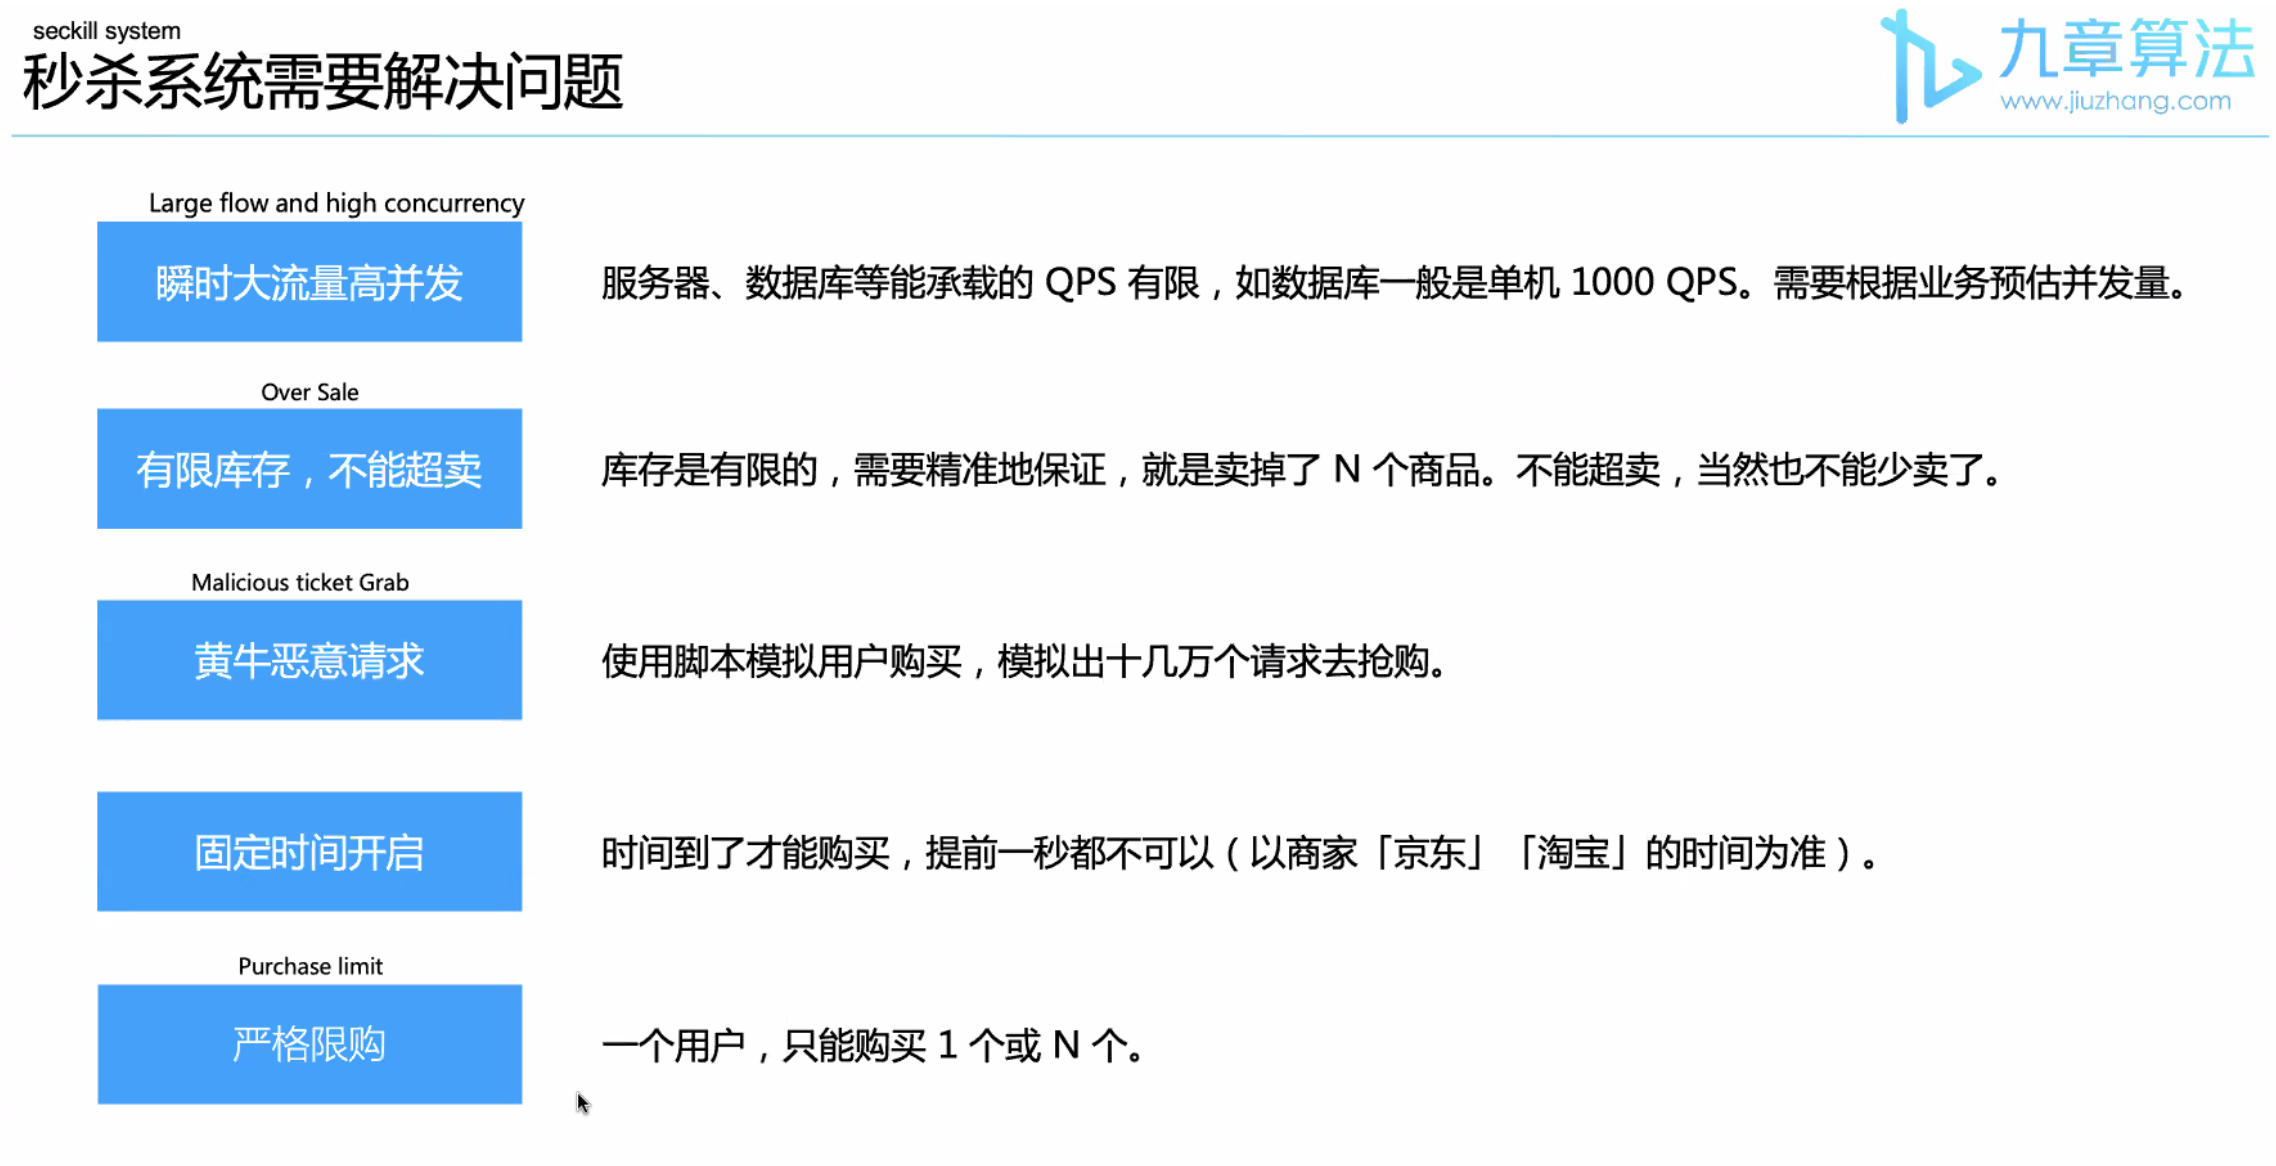 seckill system
秒杀系统需要解决问题
九章算法
www.jiuzhang.com
Large flow and high concurrency
瞬时大流量高并发
服务器、数据库等能承载的 QPS 有限，如数据库一般是单机 1000 QPS。需要根据业务预估并发量。
Over Sale
有限库存，不能超卖
库存是有限的，需要精准地保证，就是卖掉了 N 个商品。不能超卖，当然也不能少卖了。
Malicious ticket Grab
黄牛恶意请求
使用脚本模拟用户购买，模拟出十几万个请求去抢购。
固定时间开启
时间到了才能购买，提前一秒都不可以（以商家「京东」「淘宝」的时间为准）。
Purchase limit
严格限购
一个用户，只能购买 1 个或 N 个。